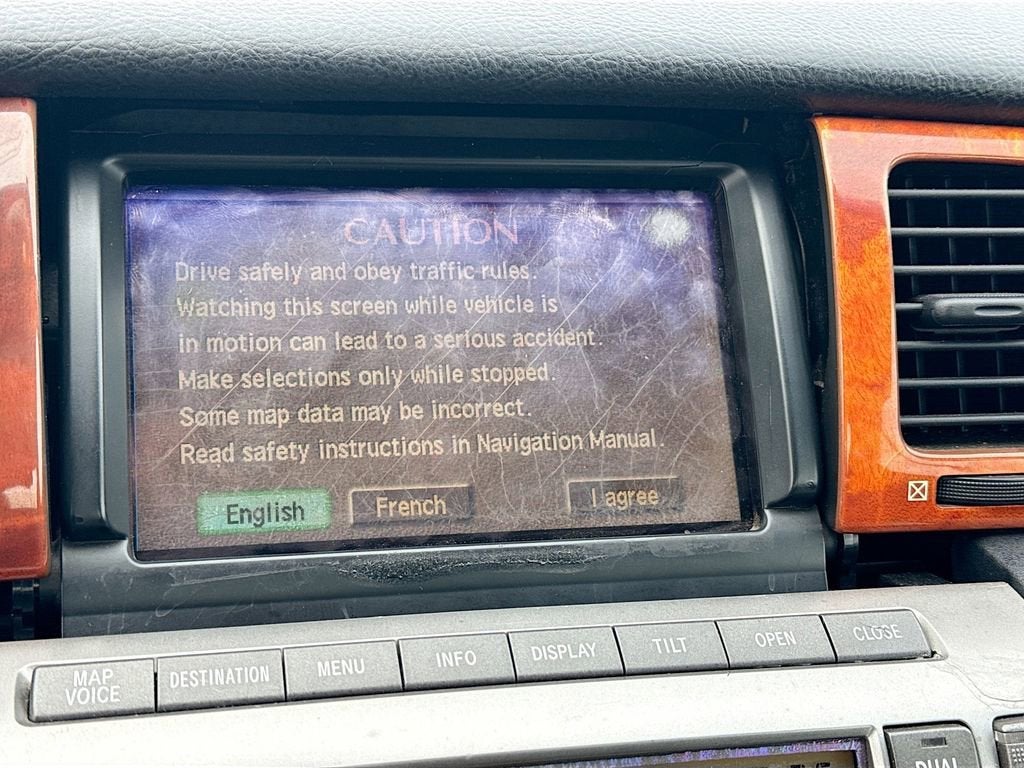 CAUTION
Drive safely and obey traffic rules.
Watching this screen while vehicle is
in motion can lead to a serious accident.
Make selections only while stopped.
Some map data may be incorrect.
Read safety instructions in Navigation Manual.
English French I agree
MAP VOICE DESTINATION MENU INFO DISPLAY TILT OPEN CLOSE
DUAL